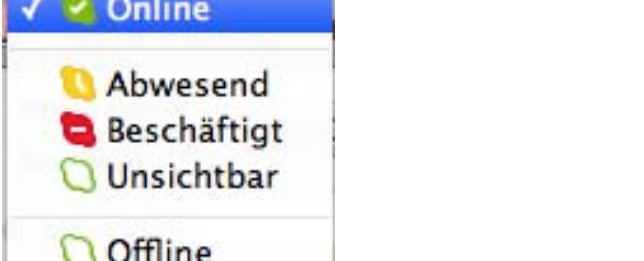 Online
Abwesend
Beschäftigt
Unsichtbar
Offline